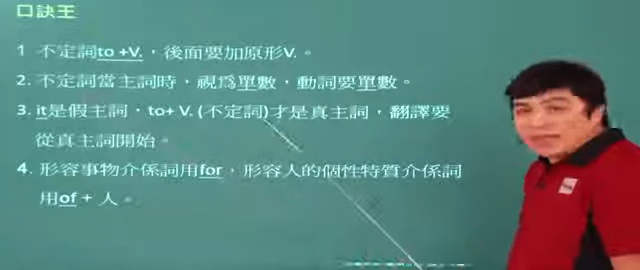 口訣王
1 不定詞to +V.，後面要加原形V.。
2. 不定詞當主詞時，視爲單數，動詞要單數。
3. it是假主詞，to+ V. (不定詞)才是真主詞，翻譯要
從真主詞開始。
4. 形容事物介係詞用for，形容人的個性特質介係詞
用of + 人。